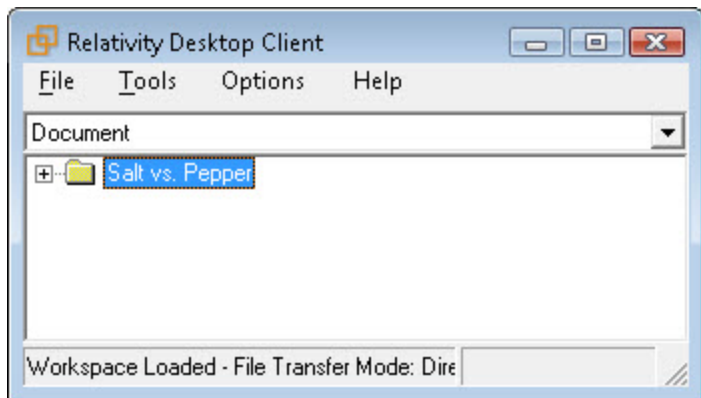 Relativity Desktop Client
File Tools Options Help
Document
Salt vs. Pepper
Workspace Loaded - File Transfer Mode: Dire